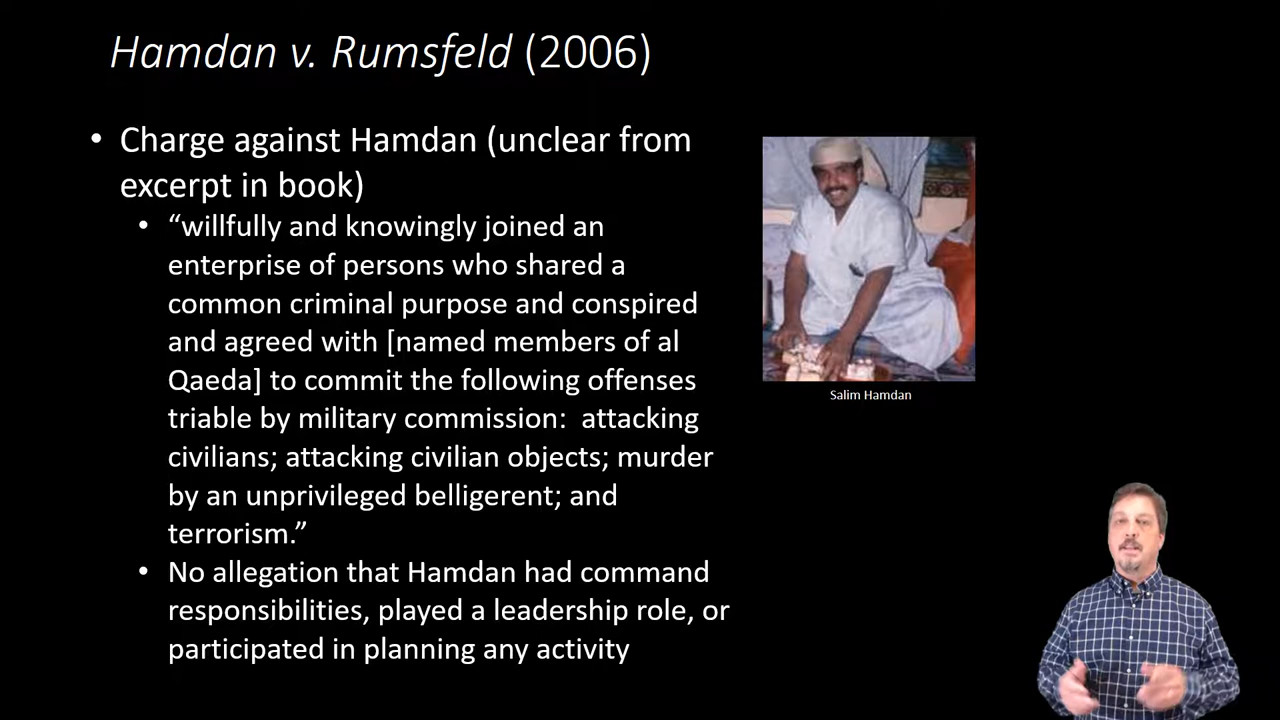 Hamdan v. Rumsfeld (2006)
• Charge against Hamdan (unclear from
excerpt in book)
• “willfully and knowingly joined an
enterprise of persons who shared a
common criminal purpose and conspired
and agreed with [named members of al
Qaeda] to commit the following offenses
triable by military commission:  attacking
civilians; attacking civilian objects; murder
by an unprivileged belligerent; and
terrorism.”
• No allegation that Hamdan had command
responsibilities, played a leadership role, or
participated in planning any activity
Salim Hamdan